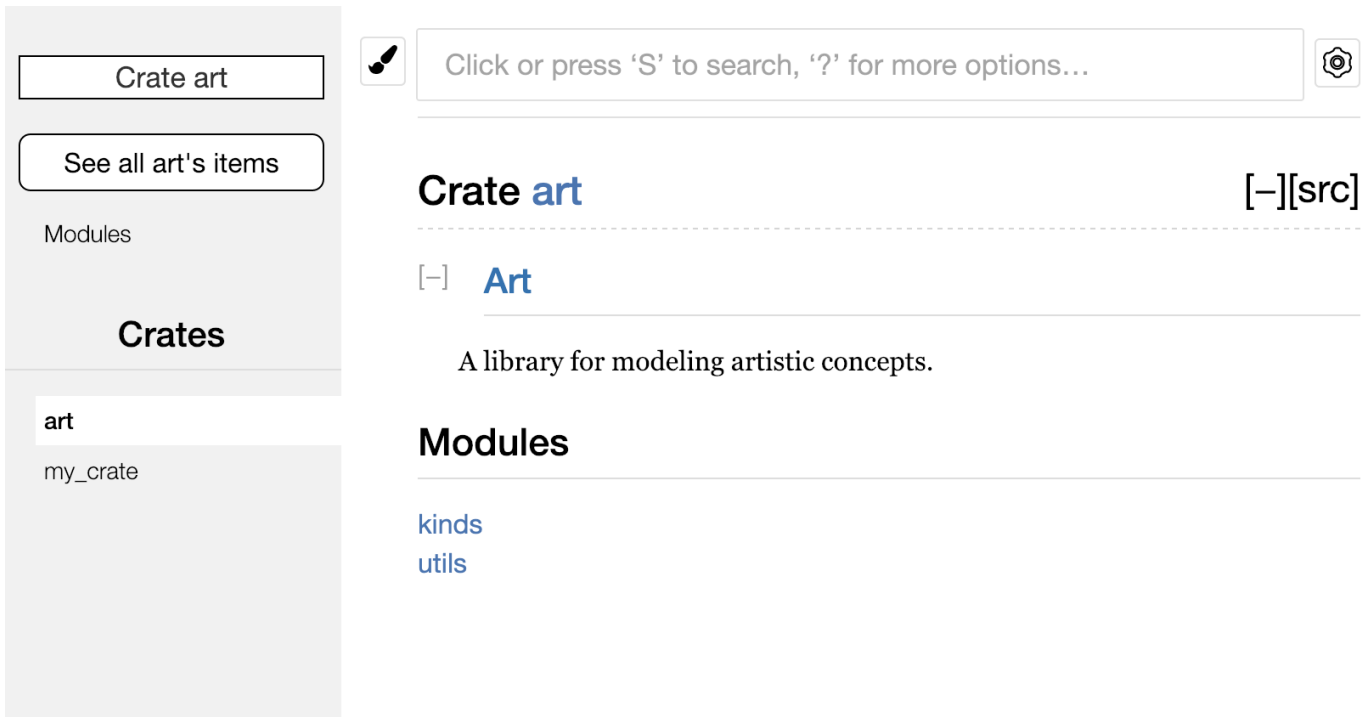 Crate art
See all art's items
Modules
Crates
art
my_crate
Click or press ‘S’ to search, ‘?’ for more options…
Crate art
[−][src]
[−]
Art
A library for modeling artistic concepts.
Modules
kinds
utils